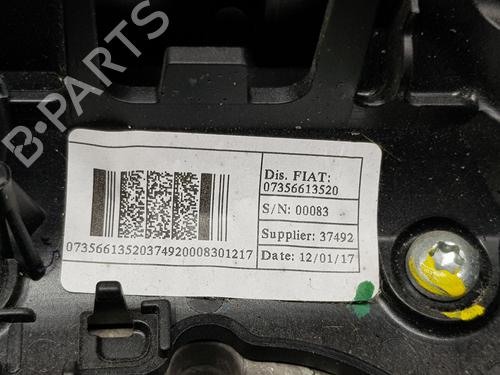 B-PARTS
Dis. FIAT:
07356613520
S/N: 00083
Supplier: 37492
Date: 12/01/17
07356613520374920008301217